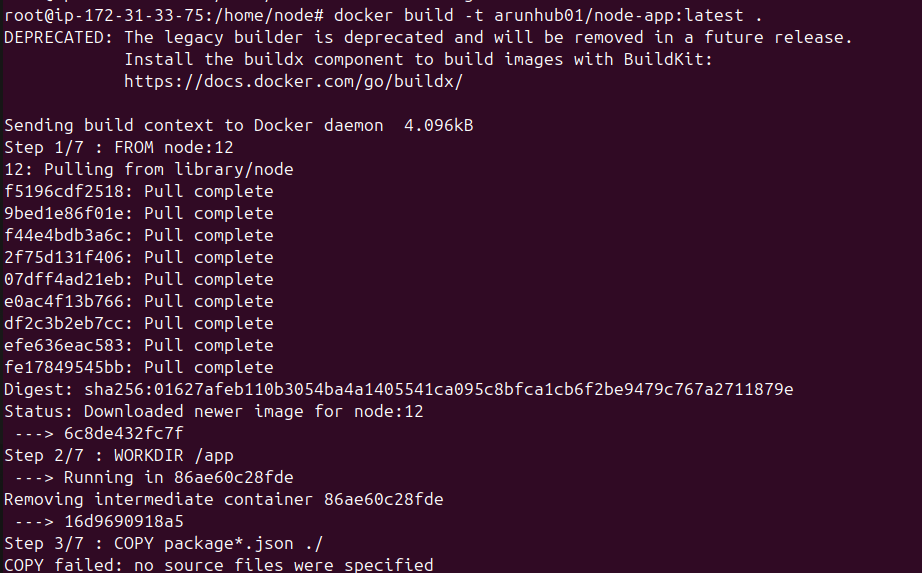 root@ip-172-31-33-75:/home/node# docker build -t arunhub01/node-app:latest .
DEPRECATED: The legacy builder is deprecated and will be removed in a future release.
            Install the buildx component to build images with BuildKit:
            https://docs.docker.com/go/buildx/

Sending build context to Docker daemon  4.096kB
Step 1/7 : FROM node:12
12: Pulling from library/node
f5196cdf2518: Pull complete
9bed1e86f01e: Pull complete
f44e4bdb3a6c: Pull complete
2f75d131f406: Pull complete
07dff4ad21eb: Pull complete
e0ac4f13b766: Pull complete
df2c3b2eb7cc: Pull complete
efe636eac583: Pull complete
fe17849545bb: Pull complete
Digest: sha256:01627afeb110b3054ba4a1405541ca095c8bfca1cb6f2be9479c767a2711879e
Status: Downloaded newer image for node:12
 ---> 6c8de432fc7f
Step 2/7 : WORKDIR /app
 ---> Running in 86ae60c28fde
Removing intermediate container 86ae60c28fde
 ---> 16d9690918a5
Step 3/7 : COPY package*.json ./
COPY failed: no source files were specified